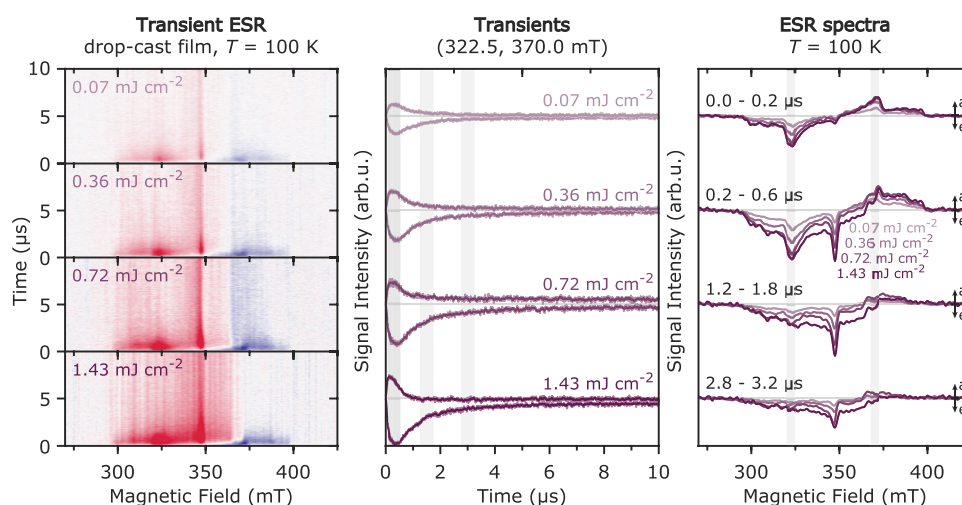 Transient ESR
drop-cast film, T = 100 K
10
5
0
5
0
5
0
5
0
0.07 mJ cm⁻²
0.36 mJ cm⁻²
0.72 mJ cm⁻²
1.43 mJ cm⁻²
Time (µs)
300
350
400
Magnetic Field (mT)
Transients
(322.5, 370.0 mT)
0.07 mJ cm⁻²
0.36 mJ cm⁻²
0.72 mJ cm⁻²
1.43 mJ cm⁻²
Signal Intensity (arb.u.)
0
2
4
6
8
10
Time (µs)
ESR spectra
T = 100 K
0.0 - 0.2 µs
a
e
0.2 - 0.6 µs
a
e
0.07 mJ cm⁻²
0.36 mJ cm⁻²
0.72 mJ cm⁻²
1.43 mJ cm⁻²
1.2 - 1.8 µs
a
e
2.8 - 3.2 µs
a
e
Signal Intensity (arb.u.)
300
350
400
Magnetic Field (mT)